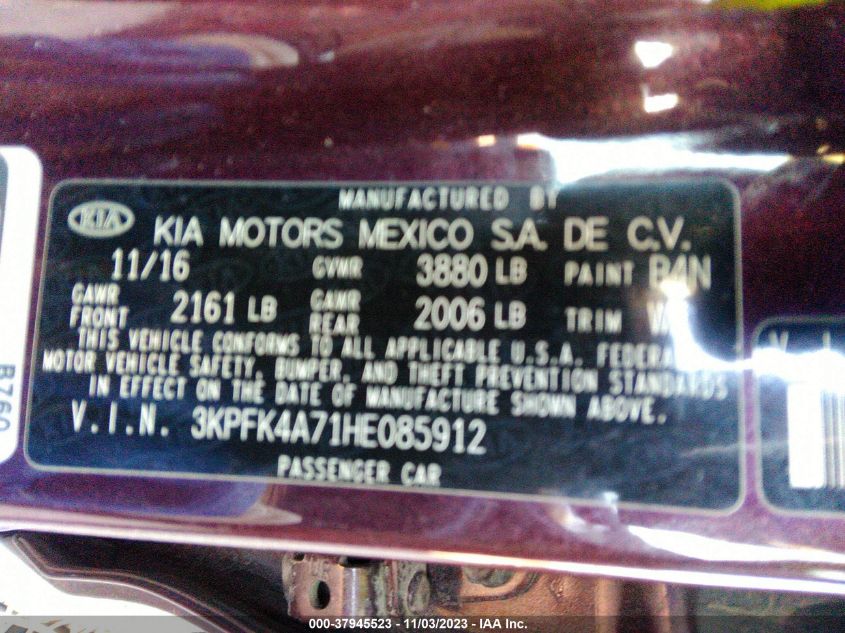 MANUFACTURED BY
KIA KIA MOTORS MEXICO S.A. DE C.V.
11/16 GVWR 3880 LB PAINT B4N
GAWR FRONT 2161 LB GAWR REAR 2006 LB TRIM
THIS VEHICLE CONFORMS TO ALL APPLICABLE U.S.A.
MOTOR VEHICLE SAFETY, BUMPER, AND THEFT PREVENTION STANDARDS
IN EFFECT ON THE DATE OF MANUFACTURE SHOWN ABOVE.
V.I.N. 3KPFK4A71HE085912
PASSENGER CAR
B760
000-37945523 - 11/03/2023 - IAA Inc.